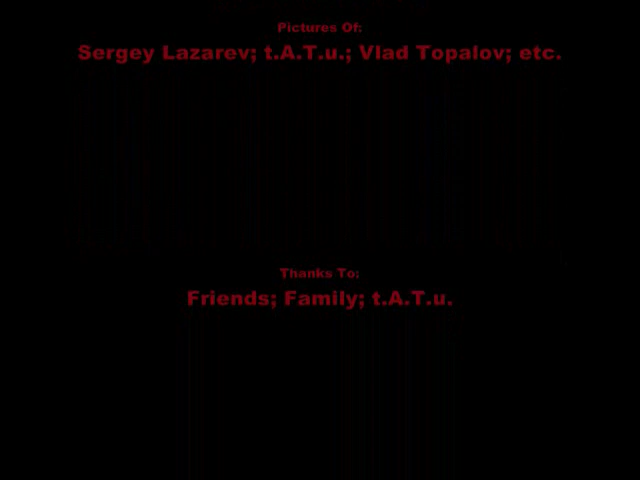 Pictures Of:
Sergey Lazarev; t.A.T.u.; Vlad Topalov; etc.
Thanks To;
Friends; Family; t.A.T.u.